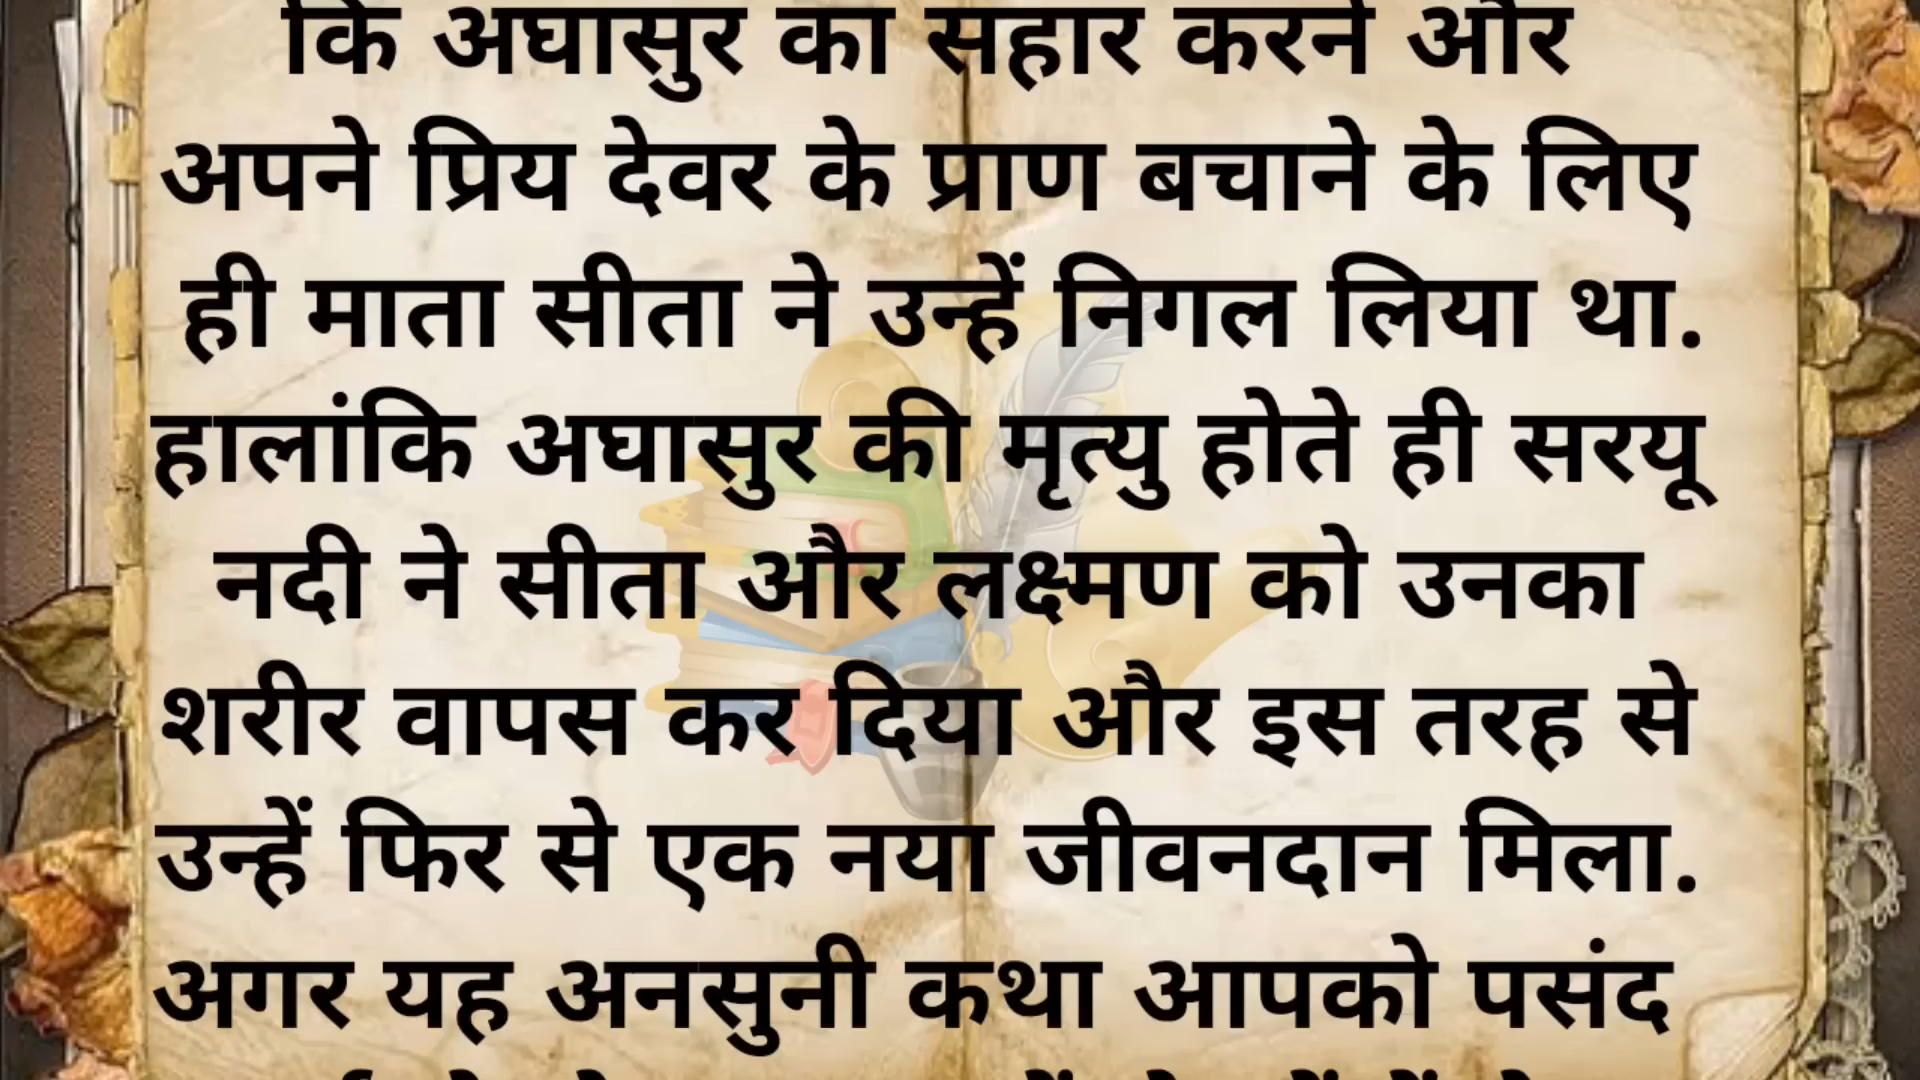 कि अघासुर का सहार करने और
अपने प्रिय देवर के प्राण बचाने के लिए
ही माता सीता ने उन्हें निगल लिया था.
हालांकि अघासुर की मृत्यु होते ही सरयू
नदी ने सीता और लक्ष्मण को उनका
शरीर वापस कर दिया और इस तरह से
उन्हें फिर से एक नया जीवनदान मिला.
अगर यह अनसुनी कथा आपको पसंद